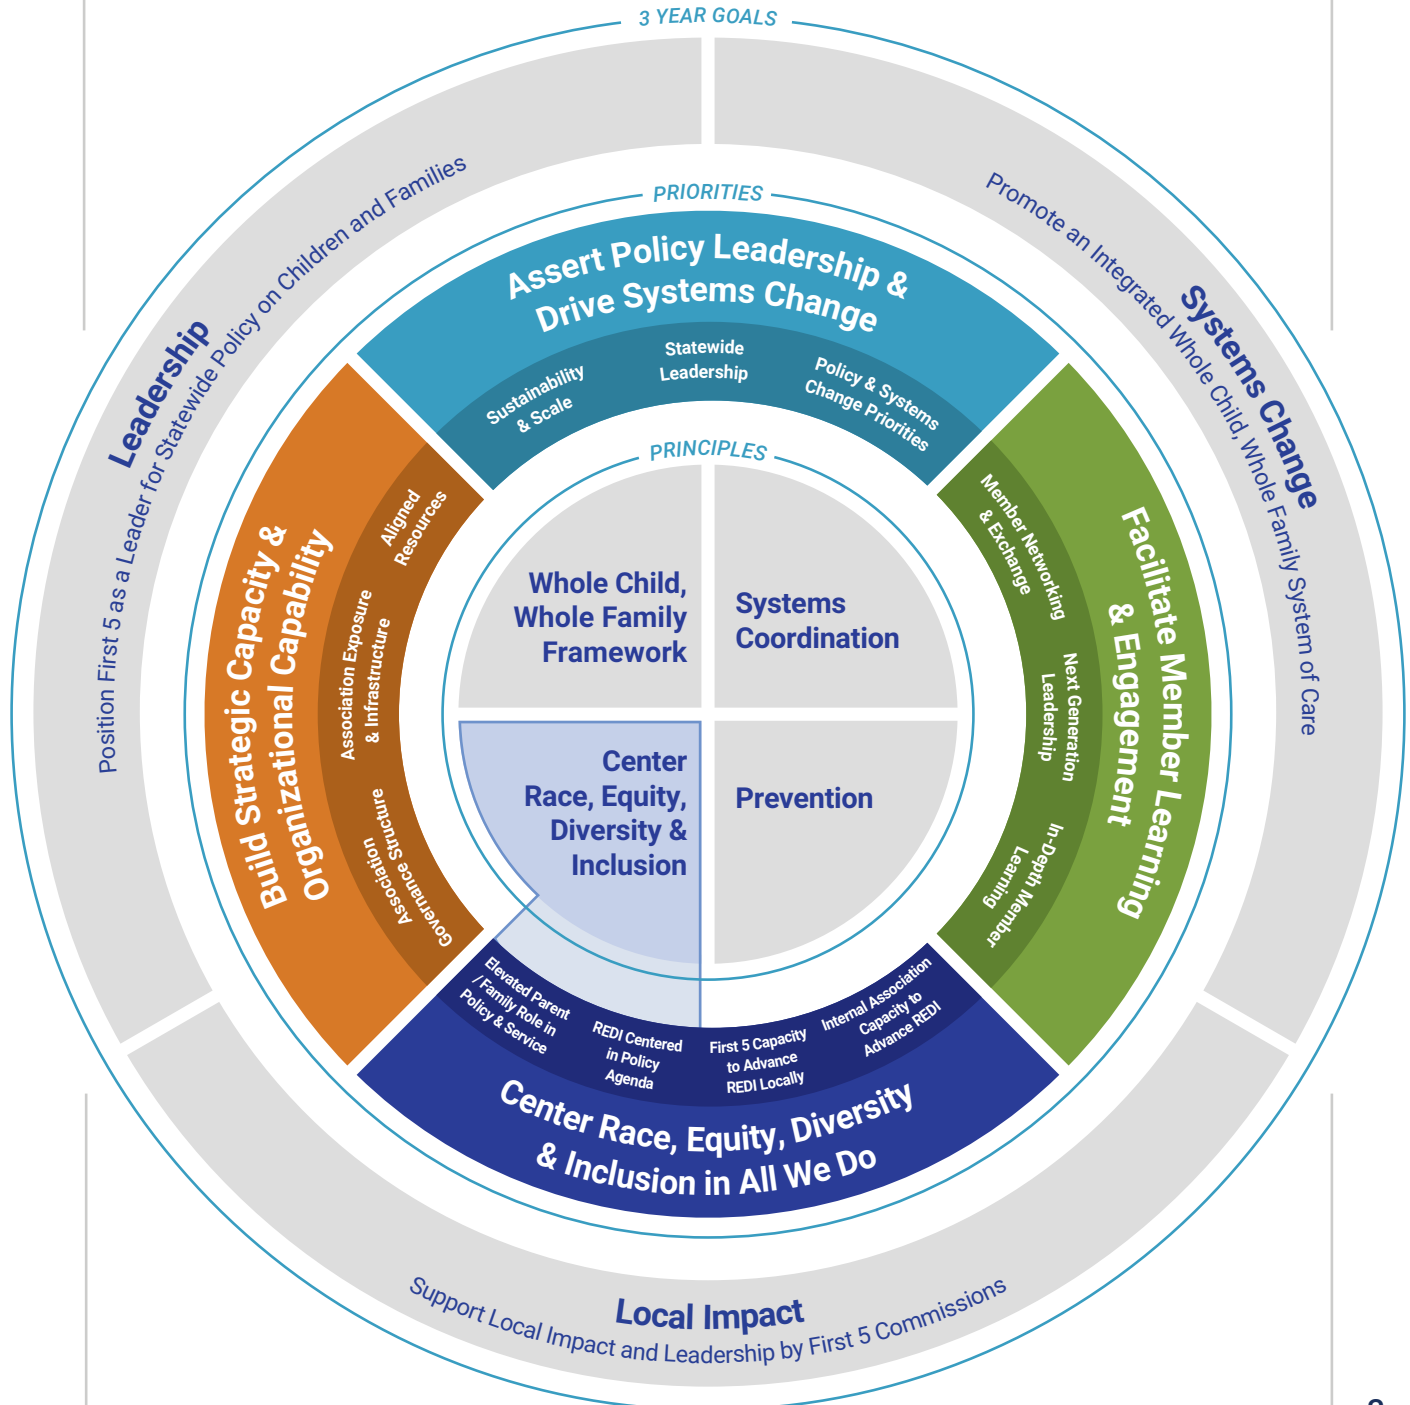 3 YEAR GOALS
Leadership
Position First 5 as a Leader for Statewide Policy on Children and Families
Systems Change
Promote an Integrated Whole Child, Whole Family System of Care
Local Impact
Support Local Impact and Leadership by First 5 Commissions
PRIORITIES
Assert Policy Leadership &
Drive Systems Change
Sustainability
& Scale
Statewide
Leadership
Policy & Systems
Change Priorities
Facilitate Member Learning
& Engagement
Member Networking
& Exchange
Next Generation
Leadership
In-Depth Member
Learning
Center Race, Equity, Diversity
& Inclusion in All We Do
Elevated Parent
/ Family Role in
Policy & Service
REDI Centered
in Policy
Agenda
First 5 Capacity
to Advance
REDI Locally
Internal Association
Capacity to
Advance REDI
Build Strategic Capacity &
Organizational Capability
Aligned
Resources
Association Exposure
& Infrastructure
Association
Governance Structure
PRINCIPLES
Whole Child,
Whole Family
Framework
Systems
Coordination
Center
Race, Equity,
Diversity &
Inclusion
Prevention